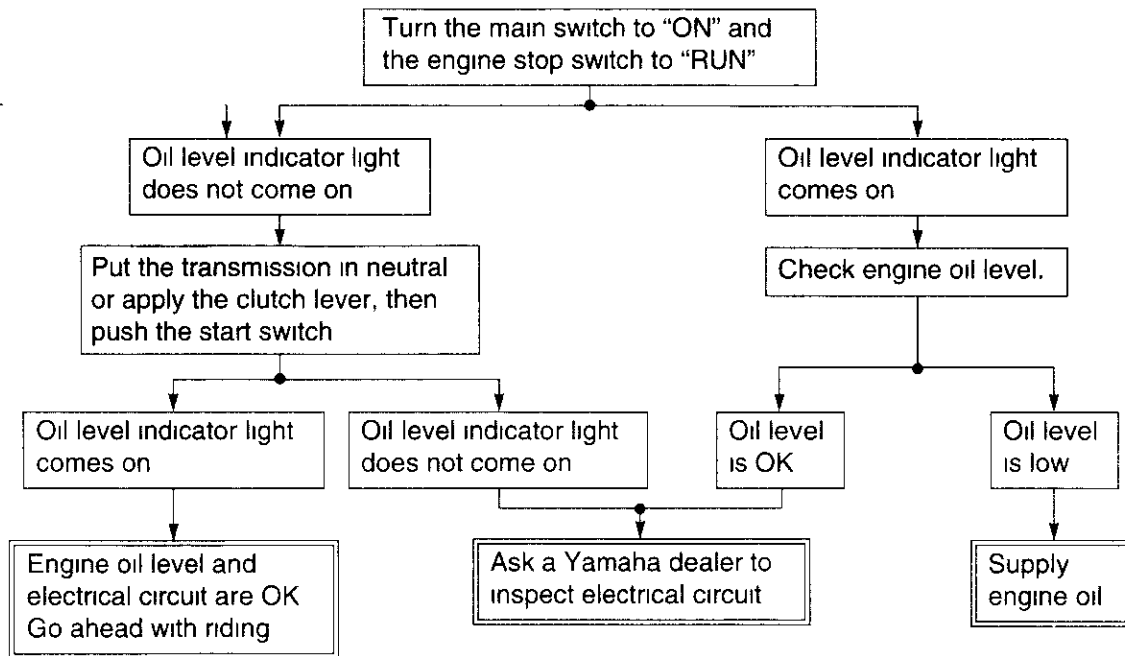 Turn the main switch to “ON” and
the engine stop switch to “RUN”
Oil level indicator light
does not come on
Oil level indicator light
comes on
Put the transmission in neutral
or apply the clutch lever, then
push the start switch
Check engine oil level.
Oil level indicator light
comes on
Oil level indicator light
does not come on
Oil level
is OK
Oil level
is low
Engine oil level and
electrical circuit are OK
Go ahead with riding
Ask a Yamaha dealer to
inspect electrical circuit
Supply
engine oil